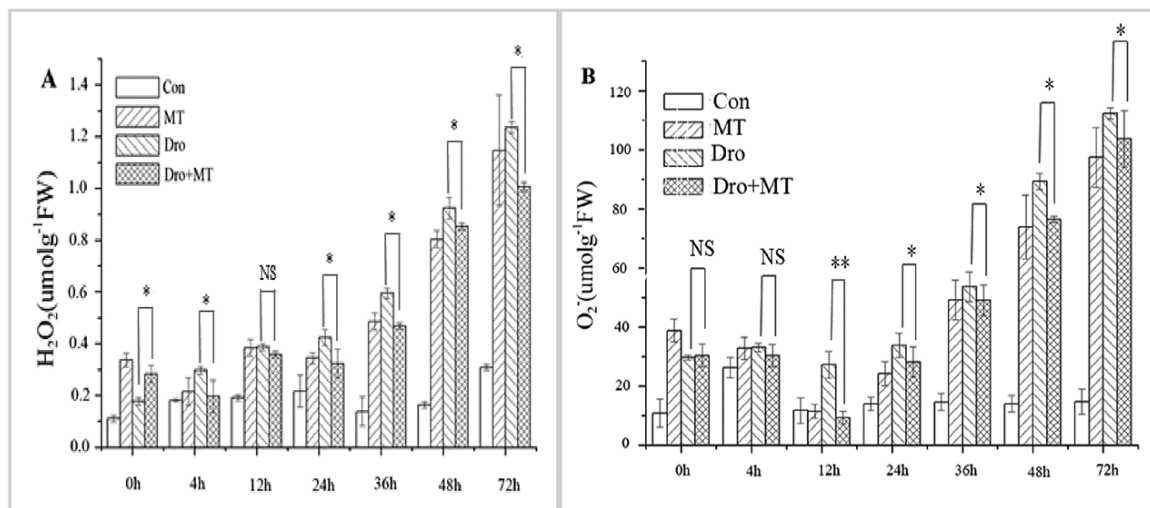 A
H₂O₂(umolg⁻¹FW)
1.4
1.2
1.0
0.8
0.6
0.4
0.2
0.0
Con
MT
Dro
Dro+MT
*
*
NS
*
*
*
*
0h
4h
12h
24h
36h
48h
72h
B
O₂⁻(umolg⁻¹FW)
120
100
80
60
40
20
0
Con
MT
Dro
Dro+MT
NS
NS
**
*
*
*
*
0h
4h
12h
24h
36h
48h
72h